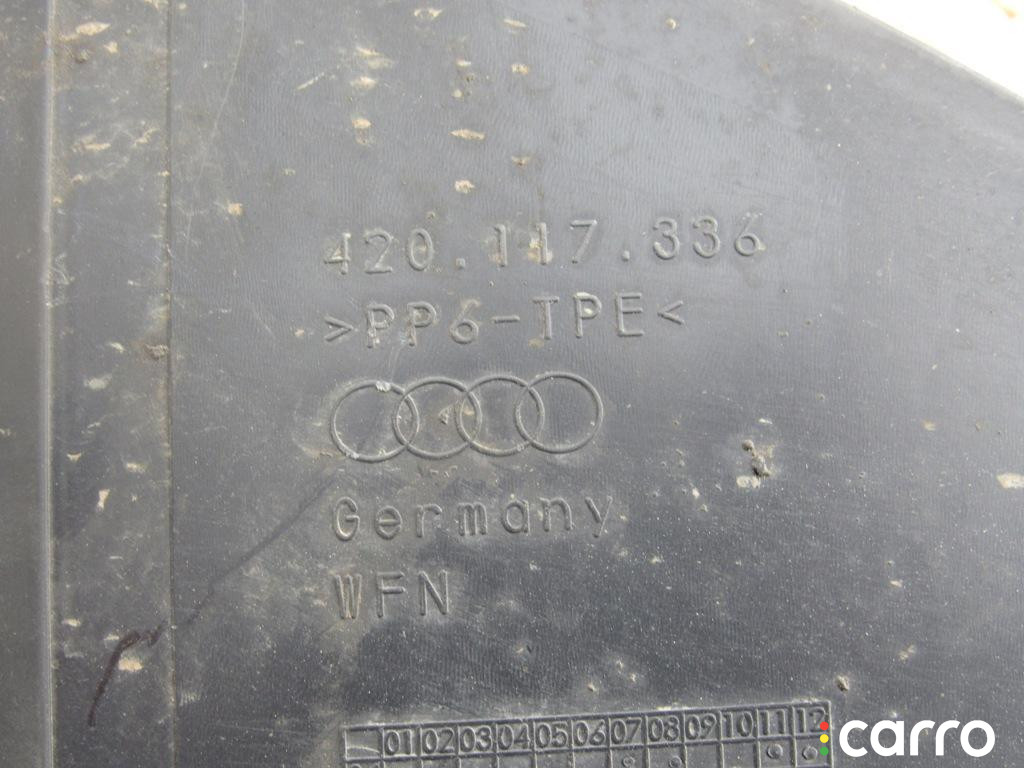 420.117.336
>PP6-TPE<
Germany
WFN
01 02 03 04 05 06 07 08 09 10 11 12
carro